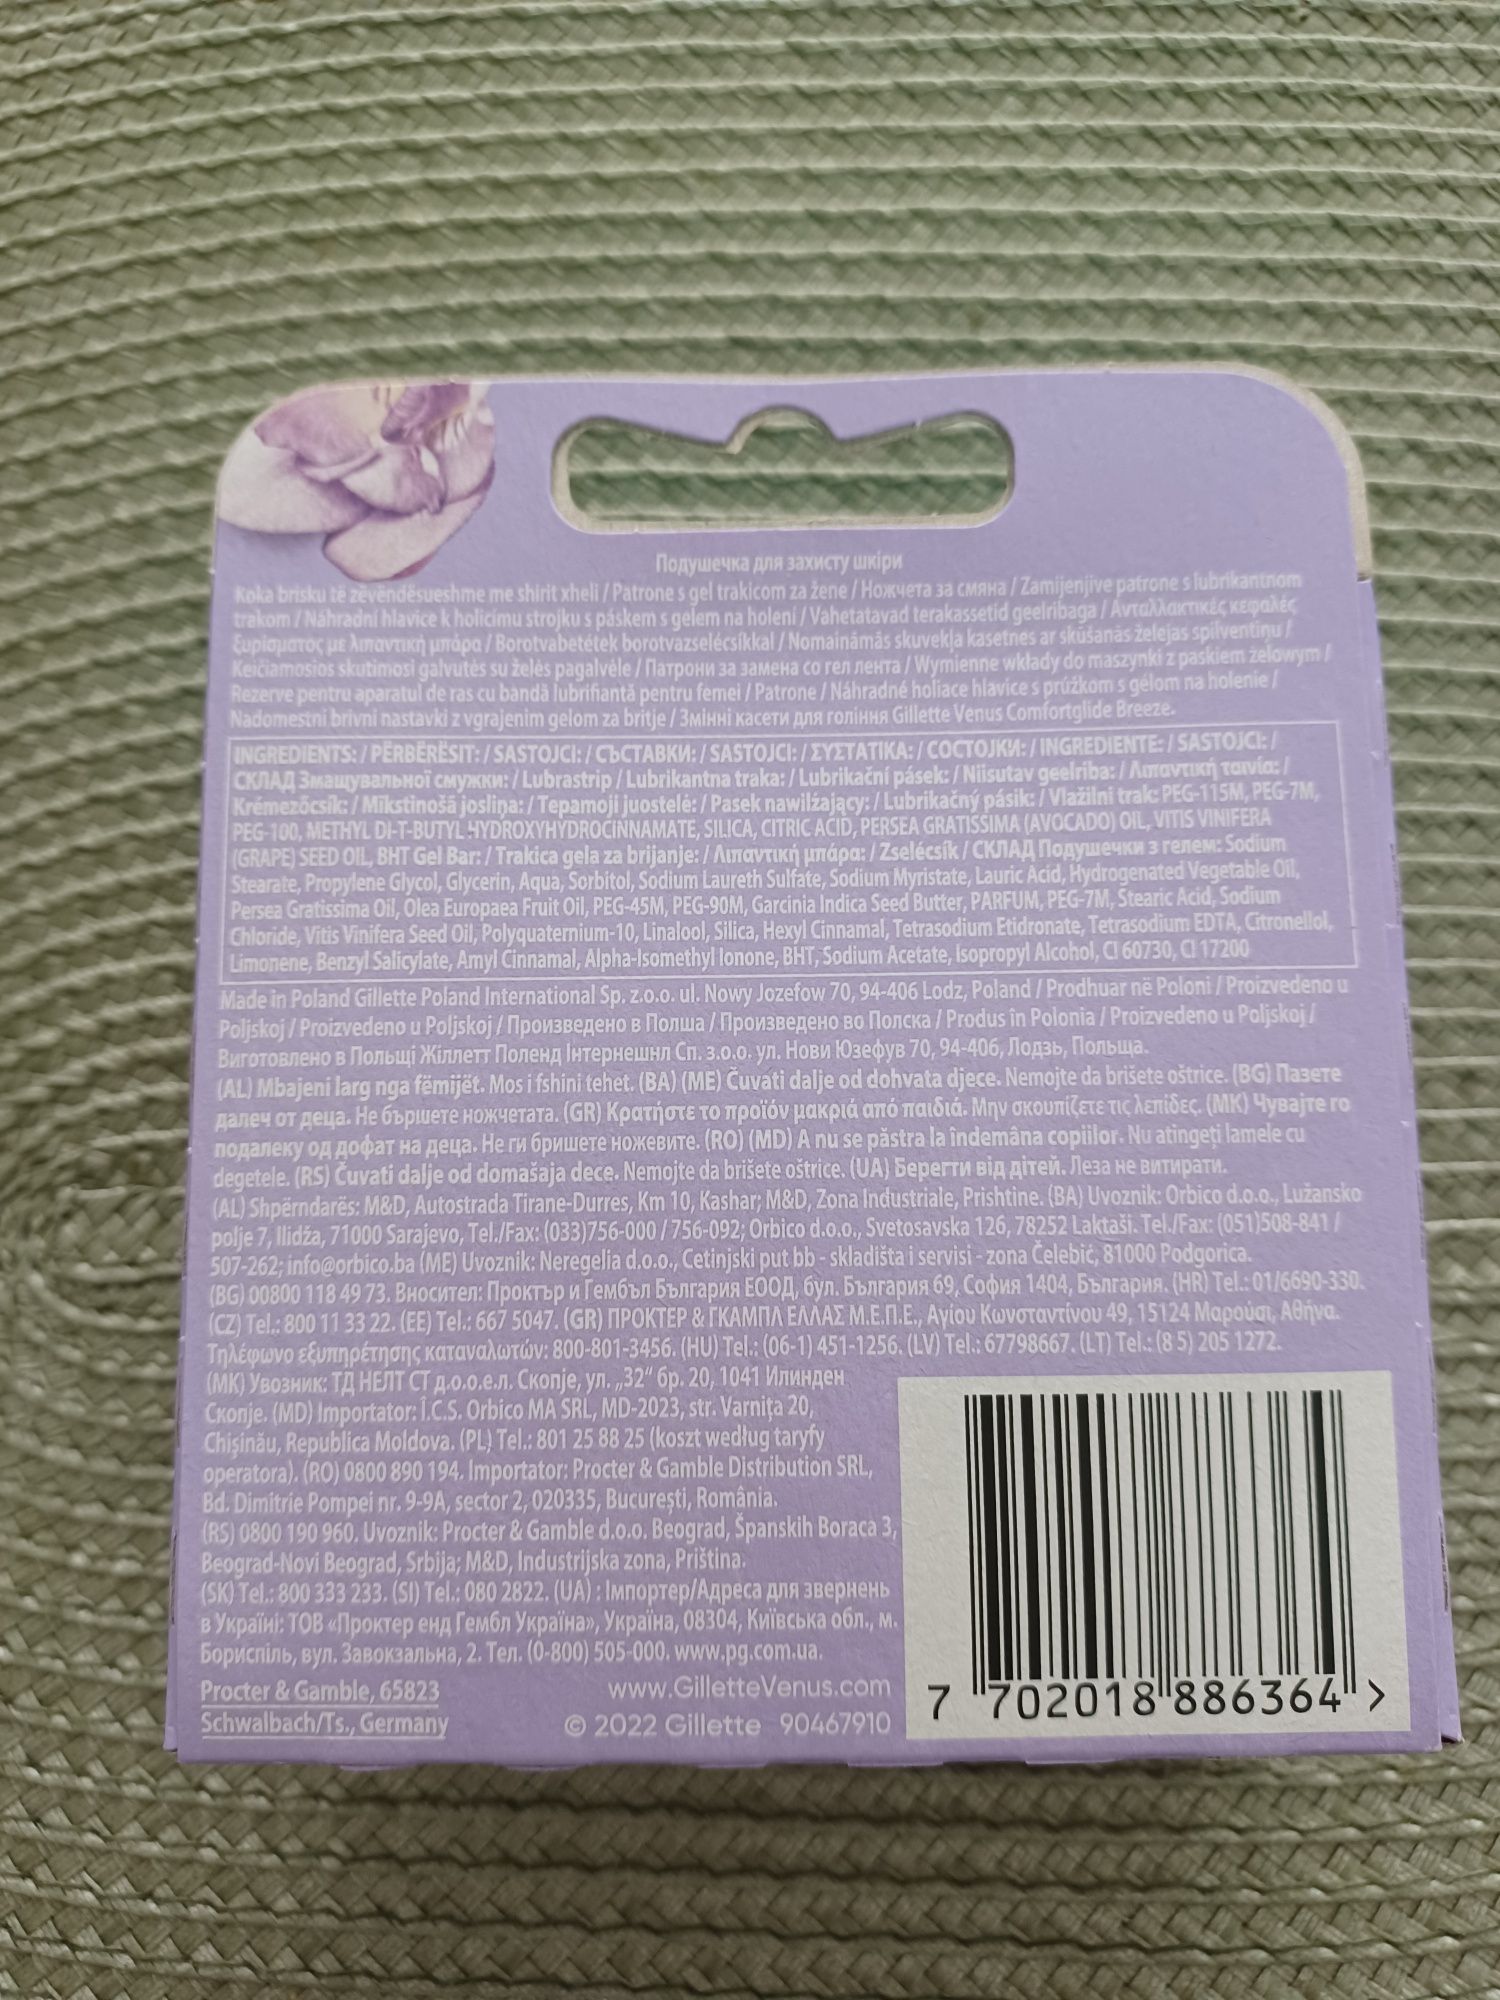 Подушечка для захисту шкіри
Koka brisku të zëvendësueshme me shirit xheli / Patrone s gel trakicom za žene / Ножчета за смяна / Zamijenjive patrone s lubrikantnom
trakom / Náhradní hlavice k holicímu strojku s páskem s gelem na holení / Vahetatavad terakassetid geelribaga / Ανταλλακτικές κεφαλές
ξυρίσματος με λιπαντική μπάρα / Borotvabetétek borotvazselécsíkkal / Nomaināmās skuvekļa kasetnes ar skūšanās želejas spilventiņu /
Keičiamosios skutimosi galvutės su želės pagalvėle / Патрони за замена со гел лента / Wymienne wkłady do maszynki z paskiem żelowym /
Rezerve pentru aparatul de ras cu bandă lubrifiantă pentru femei / Patrone / Náhradné holiace hlavice s prúžkom s gélom na holenie /
Nadomestni brivni nastavki z vgrajenim gelom za britje / Змінні касети для гоління Gillette Venus Comfortglide Breeze.
INGREDIENTS: / PËRBËRËSIT: / SASTOJCI: / СЪСТАВКИ: / SASTOJCI: / ΣΥΣΤΑΤΙΚΑ: / СОСТОЈКИ: / INGREDIENTE: / SASTOJCI: /
СКЛАД Змащувальної смужки: / Lubrastrip / Lubrikantna traka: / Lubrikační pásek: / Niisutav geelriba: / Λιπαντική ταινία: /
Krémezőcsík: / Mīkstinošā josliņa: / Tepamoji juostelė: / Pasek nawilżający: / Lubrikačný pásik: / Vlažilni trak: PEG-115M, PEG-7M,
PEG-100, METHYL DI-T-BUTYL HYDROXYHYDROCINNAMATE, SILICA, CITRIC ACID, PERSEA GRATISSIMA (AVOCADO) OIL, VITIS VINIFERA
(GRAPE) SEED OIL, BHT Gel Bar: / Trakica gela za brijanje: / Λιπαντική μπάρα: / Zselécsík / СКЛАД Подушечки з гелем: Sodium
Stearate, Propylene Glycol, Glycerin, Aqua, Sorbitol, Sodium Laureth Sulfate, Sodium Myristate, Lauric Acid, Hydrogenated Vegetable Oil,
Persea Gratissima Oil, Olea Europaea Fruit Oil, PEG-45M, PEG-90M, Garcinia Indica Seed Butter, PARFUM, PEG-7M, Stearic Acid, Sodium
Chloride, Vitis Vinifera Seed Oil, Polyquaternium-10, Linalool, Silica, Hexyl Cinnamal, Tetrasodium Etidronate, Tetrasodium EDTA, Citronellol,
Limonene, Benzyl Salicylate, Amyl Cinnamal, Alpha-Isomethyl Ionone, BHT, Sodium Acetate, Isopropyl Alcohol, CI 60730, CI 17200
Made in Poland Gillette Poland International Sp. z.o.o. ul. Nowy Jozefow 70, 94-406 Lodz, Poland / Prodhuar në Poloni / Proizvedeno u
Poljskoj / Proizvedeno u Poljskoj / Произведено в Полша / Произведено во Полска / Produs în Polonia / Proizvedeno u Poljskoj /
Виготовлено в Польщі Жіллетт Поленд Інтернешнл Сп. з.о.о. ул. Нови Юзефув 70, 94-406, Лодзь, Польща.
(AL) Mbajeni larg nga fëmijët. Mos i fshini tehet. (BA) (ME) Čuvati dalje od dohvata djece. Nemojte da brišete oštrice. (BG) Пазете
далеч от деца. Не бършете ножчетата. (GR) Κρατήστε το προϊόν μακριά από παιδιά. Μην σκουπίζετε τις λεπίδες. (MK) Чувајте го
подалеку од дофат на деца. Не ги бришете ножевите. (RO) (MD) A nu se păstra la îndemâna copiilor. Nu atingeți lamele cu
degetele. (RS) Čuvati dalje od domašaja dece. Nemojte da brišete oštrice. (UA) Берегти від дітей. Леза не витирати.
(AL) Shpërndarës: M&D, Autostrada Tirane-Durres, Km 10, Kashar; M&D, Zona Industriale, Prishtine. (BA) Uvoznik: Orbico d.o.o., Lužansko
polje 7, Ilidža, 71000 Sarajevo, Tel./Fax: (033)756-000 / 756-092; Orbico d.o.o., Svetosavska 126, 78252 Laktaši. Tel./Fax: (051)508-841 /
507-262; info@orbico.ba (ME) Uvoznik: Neregelia d.o.o., Cetinjski put bb - skladišta i servisi - zona Čelebić, 81000 Podgorica.
(BG) 00800 118 49 73. Вносител: Проктър и Гембъл България ЕООД, бул. България 69, София 1404, България. (HR) Tel.: 01/6690-330.
(CZ) Tel.: 800 11 33 22. (EE) Tel.: 667 5047. (GR) ΠΡΟΚΤΕΡ & ΓΚΑΜΠΛ ΕΛΛΑΣ Μ.Ε.Π.Ε., Αγίου Κωνσταντίνου 49, 15124 Μαρούσι, Αθήνα.
Τηλέφωνο εξυπηρέτησης καταναλωτών: 800-801-3456. (HU) Tel.: (06-1) 451-1256. (LV) Tel.: 67798667. (LT) Tel.: (8 5) 205 1272.
(MK) Увозник: ТД НЕЛТ СТ д.о.о.е.л. Скопје, ул. „32“ бр. 20, 1041 Илинден
Скопје. (MD) Importator: Î.C.S. Orbico MA SRL, MD-2023, str. Varnița 20,
Chișinău, Republica Moldova. (PL) Tel.: 801 25 88 25 (koszt według taryfy
operatora). (RO) 0800 890 194. Importator: Procter & Gamble Distribution SRL,
Bd. Dimitrie Pompei nr. 9-9A, sector 2, 020335, București, România.
(RS) 0800 190 960. Uvoznik: Procter & Gamble d.o.o. Beograd, Španskih Boraca 3,
Beograd-Novi Beograd, Srbija; M&D, Industrijska zona, Priština.
(SK) Tel.: 800 333 233. (SI) Tel.: 080 2822. (UA) : Імпортер/Адреса для звернень
в Україні: ТОВ «Проктер енд Гембл Україна», Україна, 08304, Київська обл., м.
Бориспіль, вул. Завокзальна, 2. Тел. (0-800) 505-000. www.pg.com.ua.
Procter & Gamble, 65823
Schwalbach/Ts., Germany
www.GilletteVenus.com
© 2022 Gillette 90467910
7 702018 886364 >